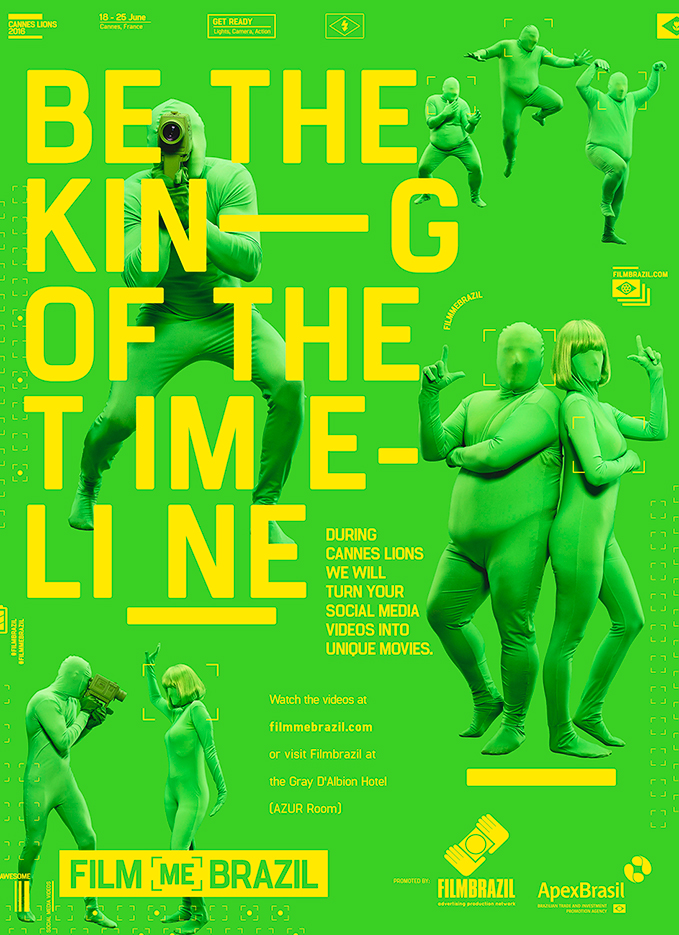 CANNES LIONS
2016
18 - 25 June
Cannes, France
GET READY
Lights, Camera, Action
BE THE
KIN—G
OF THE
TIME-
LINE
FILMBRAZIL.COM
FILMMEBRAZIL
DURING
CANNES LIONS
WE WILL
TURN YOUR
SOCIAL MEDIA
VIDEOS INTO
UNIQUE MOVIES.
#FILMBRAZIL
#FILMMEBRAZIL
Watch the videos at
filmmebrazil.com
or visit Filmbrazil at
the Gray D'Albion Hotel
(AZUR Room)
FILM [ME] BRAZIL
AWESOME
SOCIAL MEDIA VIDEOS
PROMOTED BY:
FILMBRAZIL
advertising production network
ApexBrasil
BRAZILIAN TRADE AND INVESTMENT
PROMOTION AGENCY